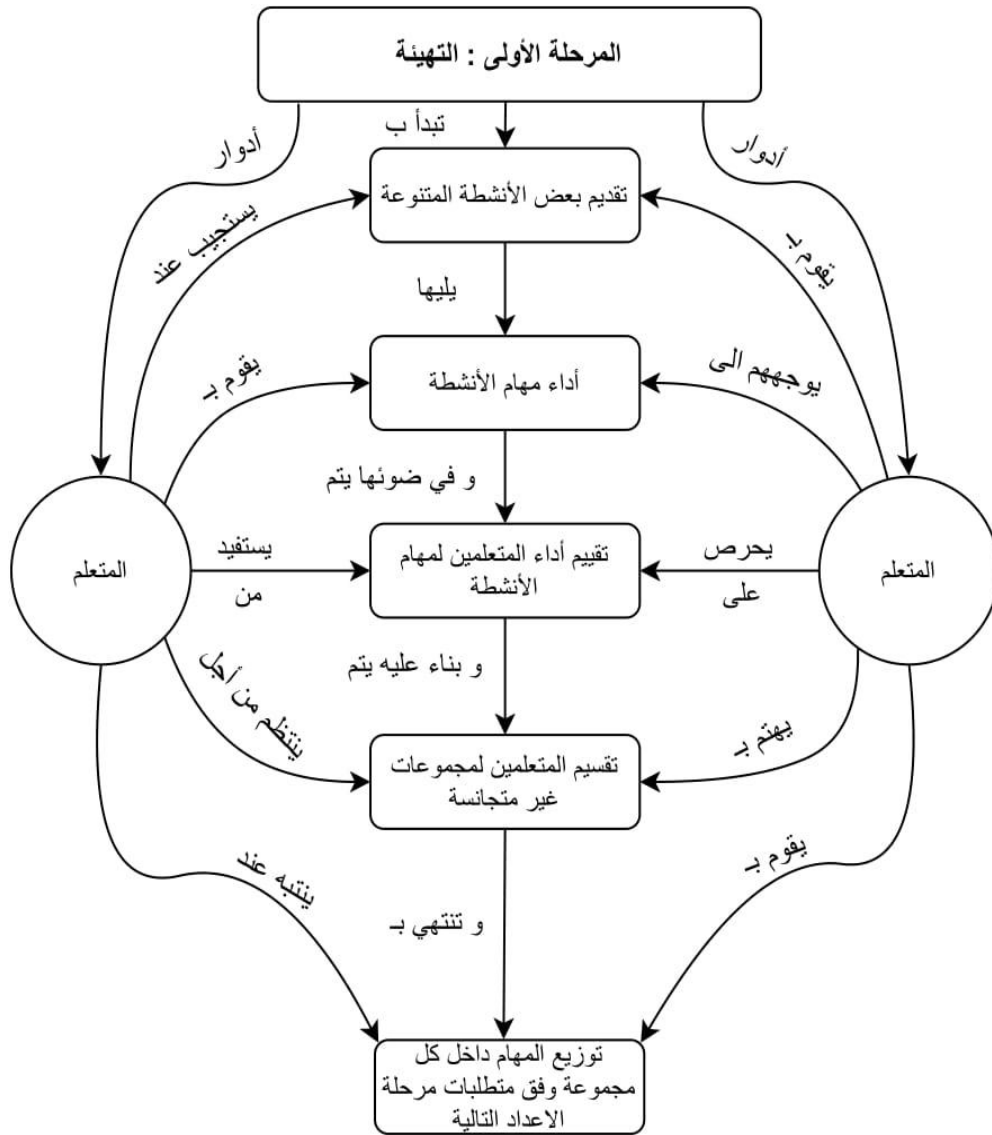 المرحلة الأولى : التهيئة
تبدأ ب
أدوار
أدوار
تقديم بعض الأنشطة المتنوعة
يقوم بـ
يستجيب عند
يليها
أداء مهام الأنشطة
يوجههم الى
يقوم بـ
و في ضوئها يتم
المتعلم
يحرص
على
تقييم أداء المتعلمين لمهام
الأنشطة
يستفيد
من
المتعلم
و بناء عليه يتم
يهتم بـ
تقسيم المتعلمين لمجموعات
غير متجانسة
ينتظم من أجل
يقوم بـ
و تنتهي بـ
ينتبه عند
توزيع المهام داخل كل
مجموعة وفق متطلبات مرحلة
الاعداد التالية